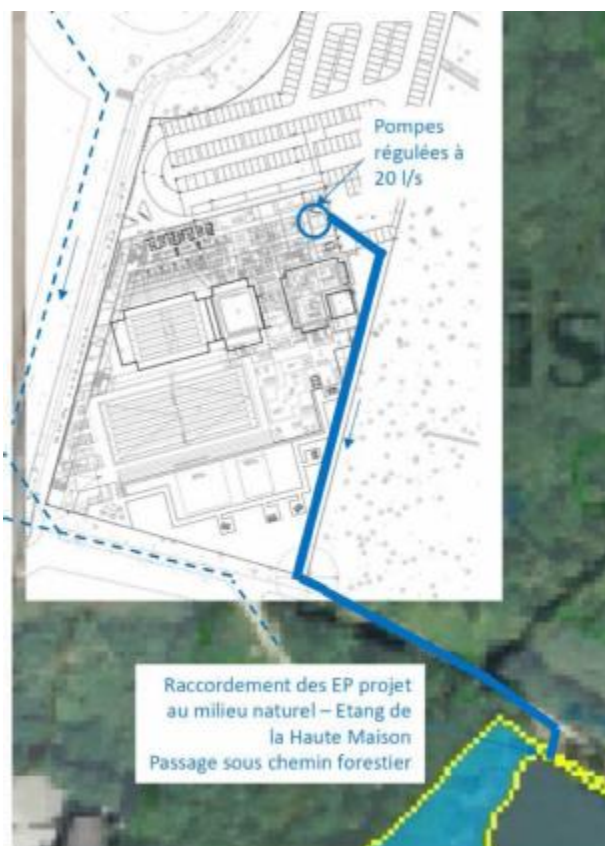 Pompes
régulées à
20 l/s
is
Raccordement des EP projet
au milieu naturel – Etang de
la Haute Maison
Passage sous chemin forestier